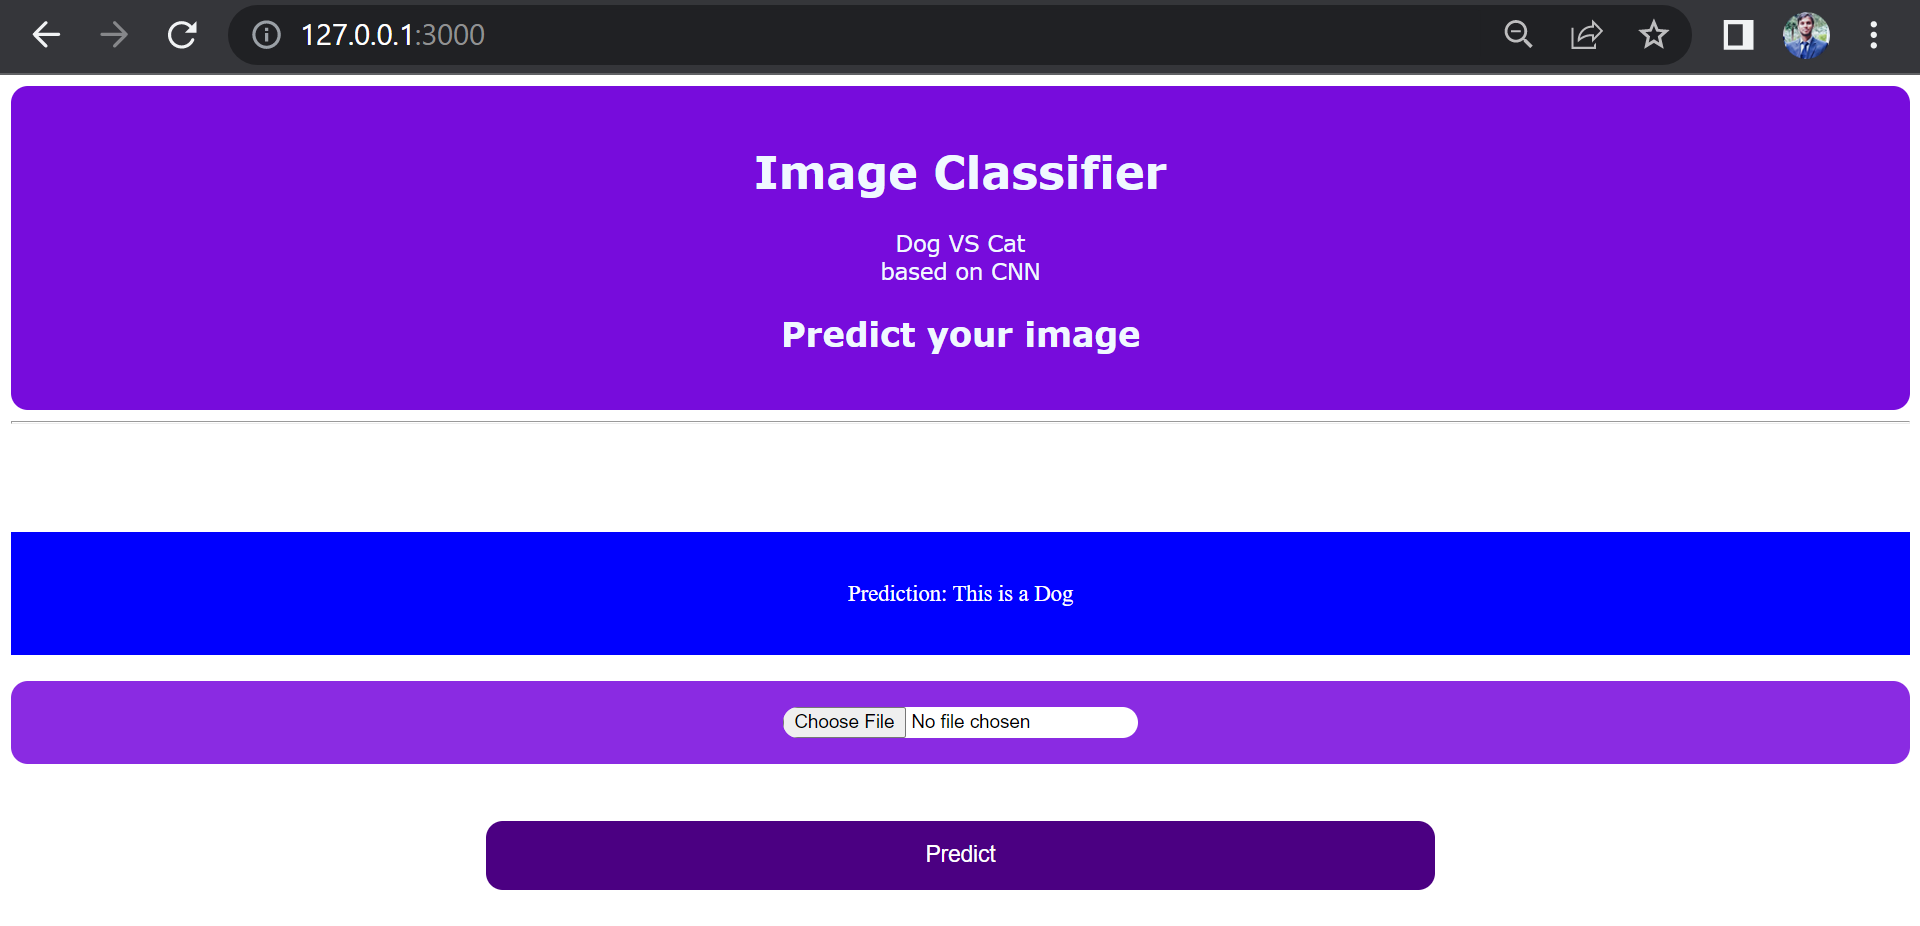 127.0.0.1:3000
Image Classifier
Dog VS Cat
based on CNN
Predict your image
Prediction: This is a Dog
Choose File No file chosen
Predict